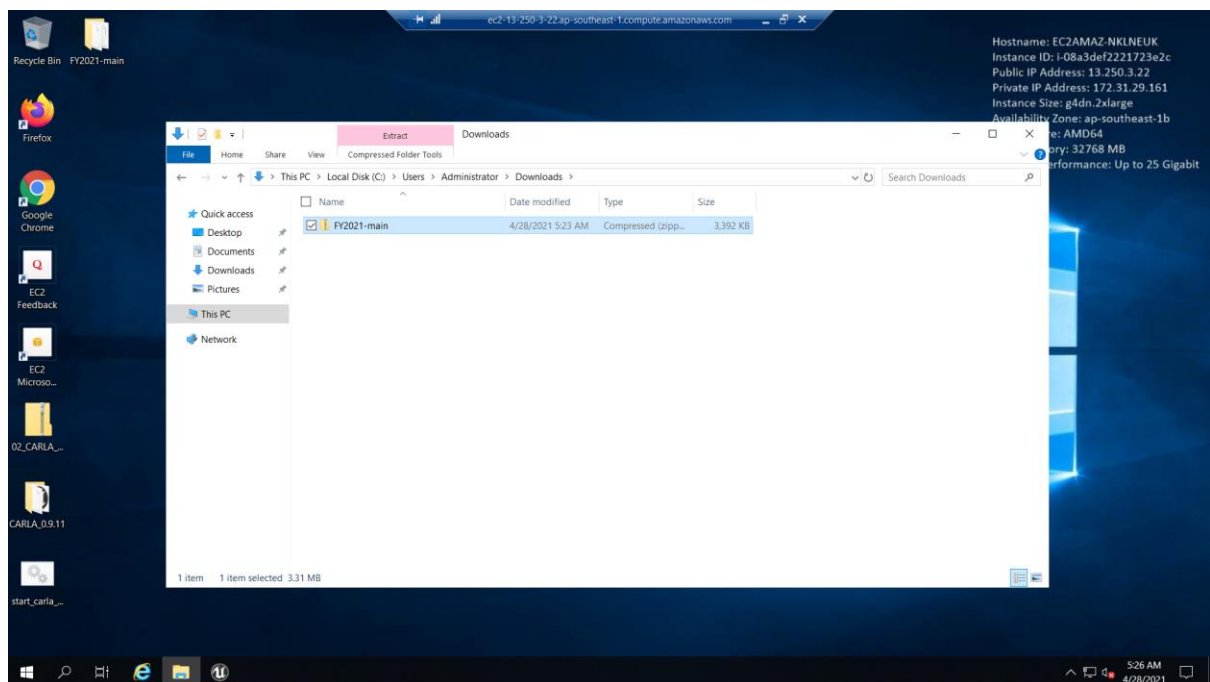 ec2-13-250-3-22.ap-southeast-1.compute.amazonaws.com
Recycle Bin
FY2021-main
Firefox
Google
Chrome
EC2
Feedback
EC2
Microso...
02_CARLA_...
CARLA_0.9.11
start_carla_...
Hostname: EC2AMAZ-NKLNEUK
Instance ID: i-08a3def2221723e2c
Public IP Address: 13.250.3.22
Private IP Address: 172.31.29.161
Instance Size: g4dn.2xlarge
Availability Zone: ap-southeast-1b
re: AMD64
ory: 32768 MB
erformance: Up to 25 Gigabit
Extract
Downloads
File Home Share View Compressed Folder Tools
This PC > Local Disk (C:) > Users > Administrator > Downloads >
Search Downloads
Name Date modified Type Size
FY2021-main 4/28/2021 5:23 AM Compressed (zipp... 3,392 KB
Quick access
Desktop
Documents
Downloads
Pictures
This PC
Network
1 item 1 item selected 3.31 MB
5:26 AM
4/28/2021